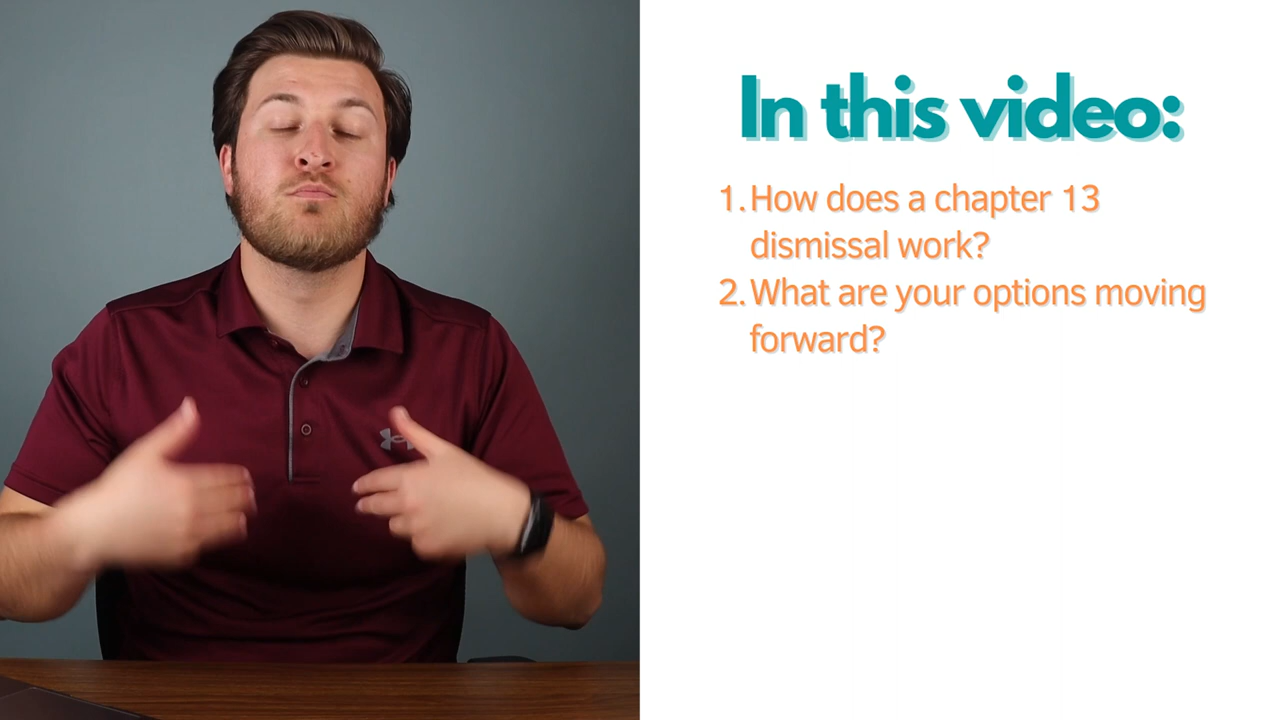 In this video:
1. How does a chapter 13
dismissal work?
2. What are your options moving
forward?